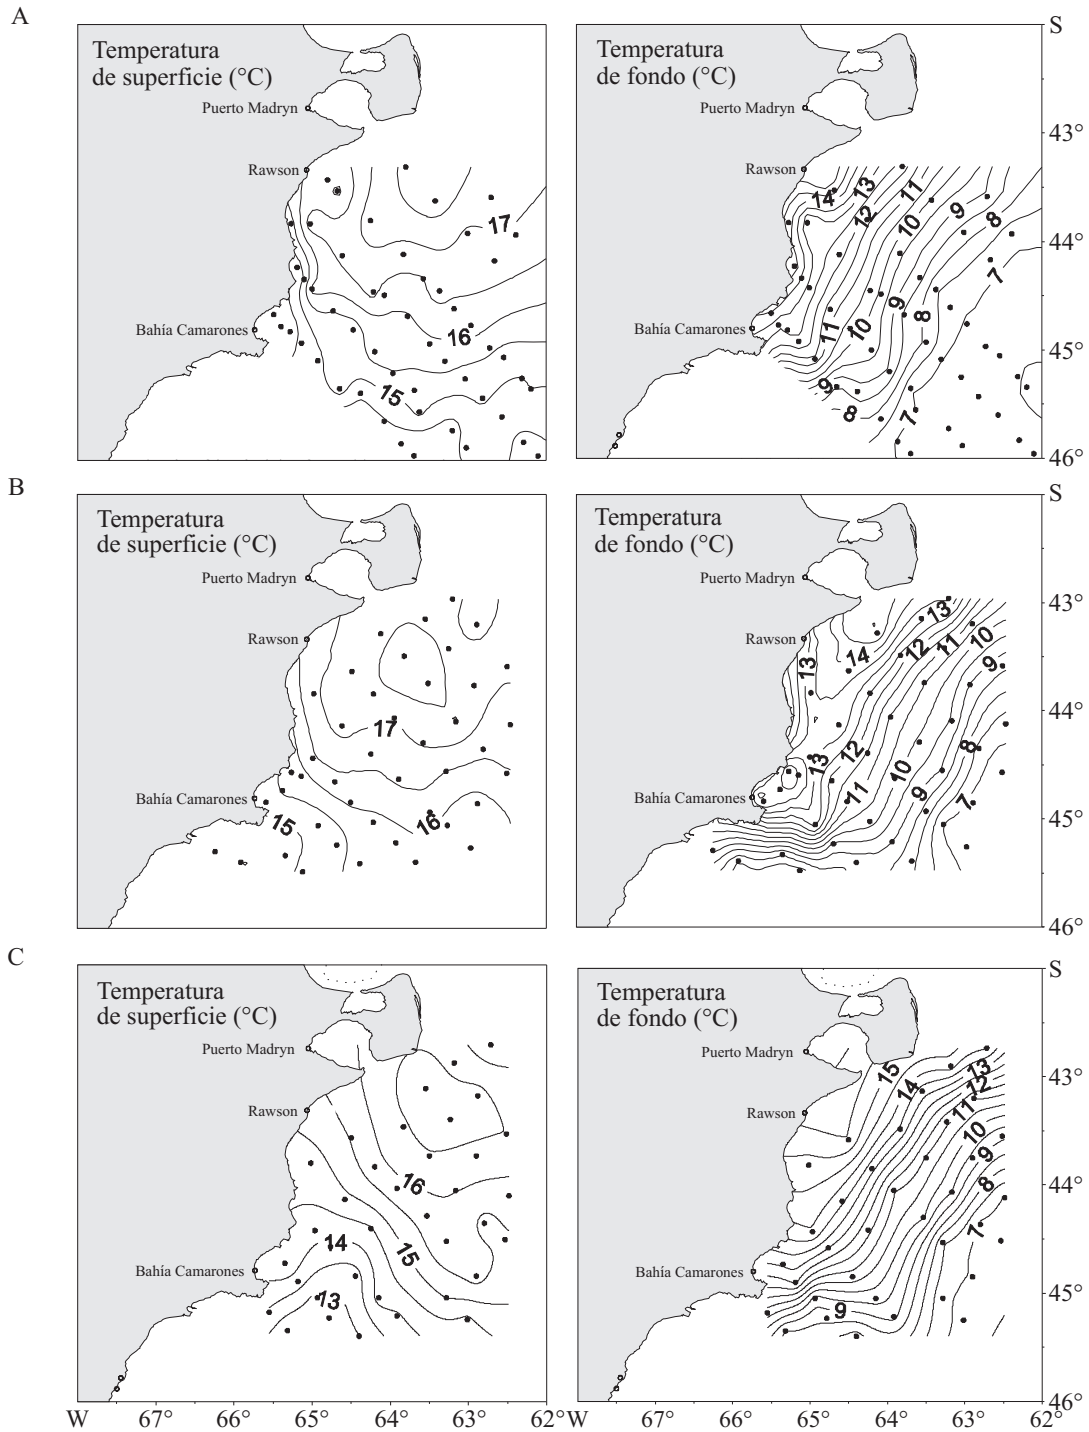 A
Temperatura
de superficie (°C)
Puerto Madryn
Rawson
Bahía Camarones
17
16
15
Temperatura
de fondo (°C)
Puerto Madryn
Rawson
Bahía Camarones
14
13
12
11
10
9
8
7
9
8
11
10
9
8
7
S
43°
44°
45°
46°
B
Temperatura
de superficie (°C)
Puerto Madryn
Rawson
Bahía Camarones
17
16
15
Temperatura
de fondo (°C)
Puerto Madryn
Rawson
Bahía Camarones
13
14
13
12
11
10
9
13
12
11
10
9
8
7
S
43°
44°
45°
46°
C
Temperatura
de superficie (°C)
Puerto Madryn
Rawson
Bahía Camarones
16
15
14
13
Temperatura
de fondo (°C)
Puerto Madryn
Rawson
Bahía Camarones
15
14
13
12
11
10
9
8
7
9
S
43°
44°
45°
46°
W 67° 66° 65° 64° 63° 62°
W 67° 66° 65° 64° 63° 62°